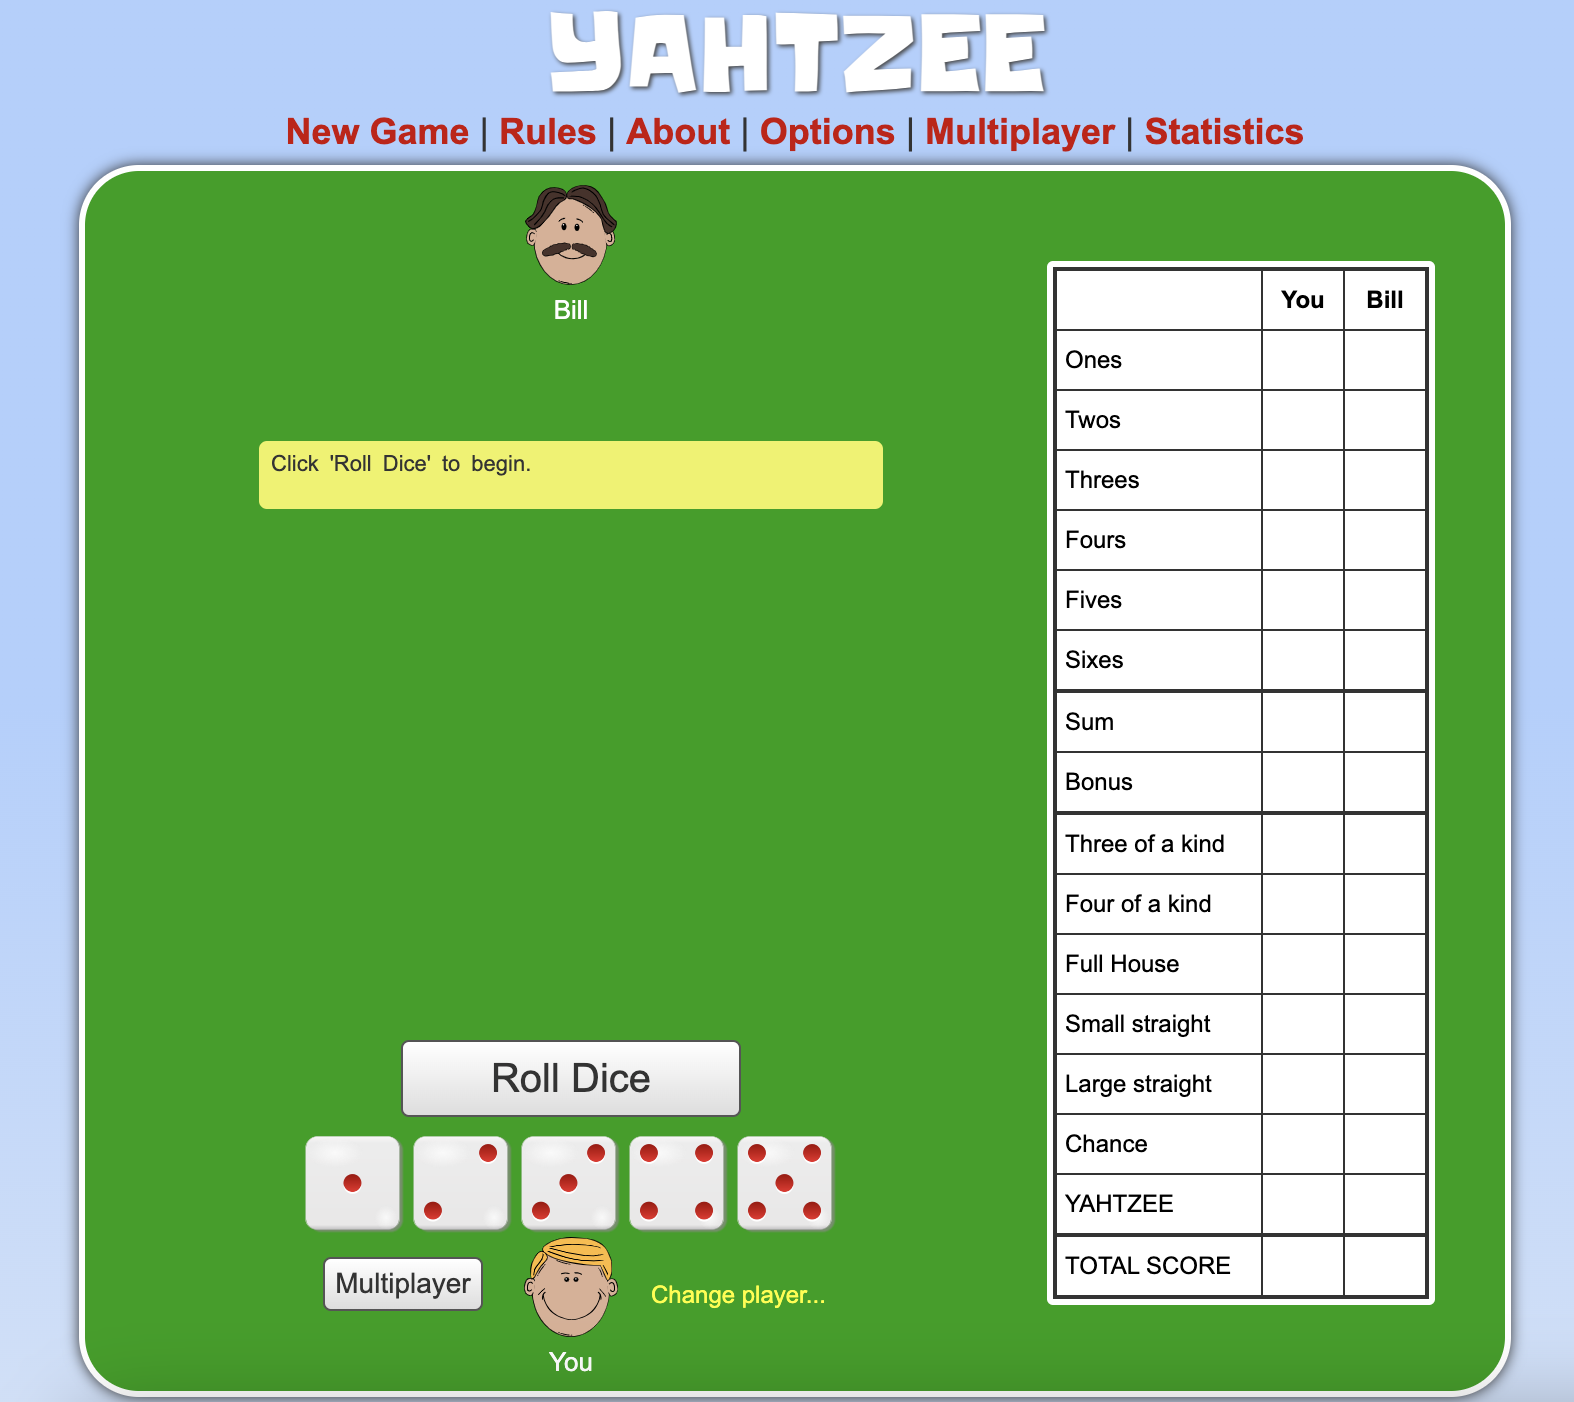 YAHTZEE
New Game | Rules | About | Options | Multiplayer | Statistics
Bill
Click 'Roll Dice' to begin.
You Bill
Ones
Twos
Threes
Fours
Fives
Sixes
Sum
Bonus
Three of a kind
Four of a kind
Full House
Small straight
Large straight
Chance
YAHTZEE
TOTAL SCORE
Roll Dice
Multiplayer
Change player...
You